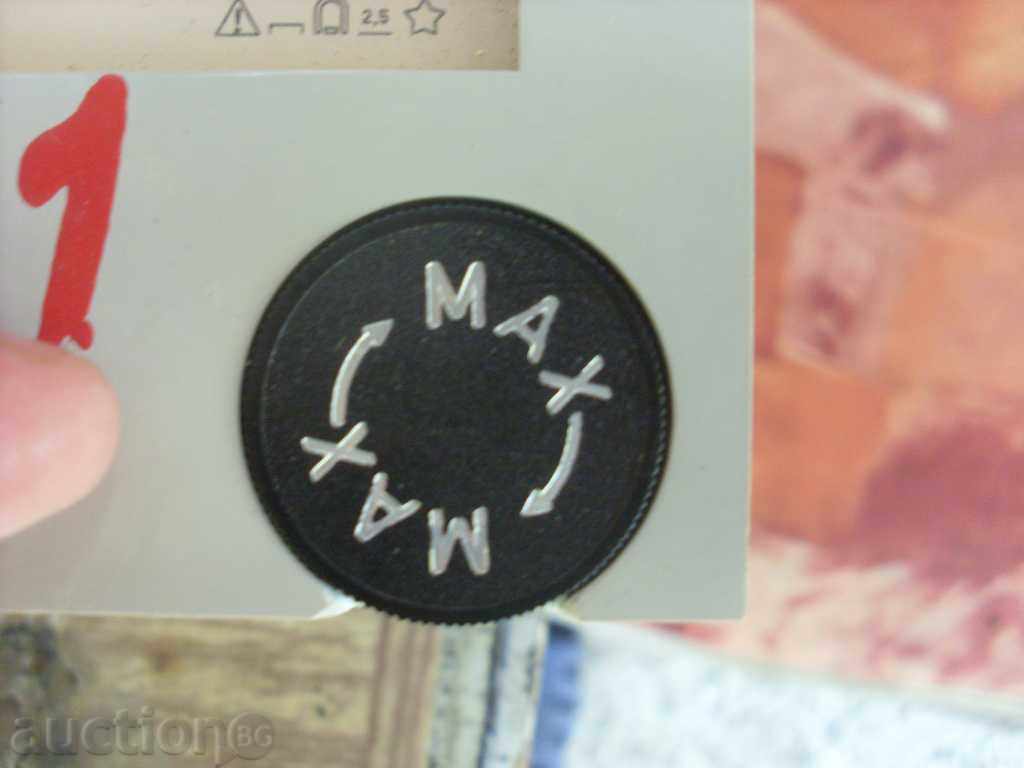 2,5
1
MAX
MAX
auctionBG